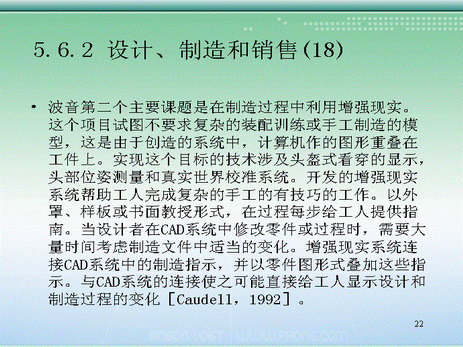 5.6.2 设计、制造和销售(18)
• 波音第二个主要课题是在制造过程中利用增强现实。
这个项目试图不要求复杂的装配训练或手工制造的模
型，这是由于创造的系统中，计算机作的图形重叠在
工件上。实现这个目标的技术涉及头盔式看穿的显示，
头部位姿测量和真实世界校准系统。开发的增强现实
系统帮助工人完成复杂的手工的有技巧的工作。以外
罩、样板或书面教授形式，在过程每步给工人提供指
南。当设计者在CAD系统中修改零件或过程时，需要大
量时间考虑制造文件中适当的变化。增强现实系统连
接CAD系统中的制造指示，并以零件图形式叠加这些指
示。与CAD系统的连接使之可能直接给工人显示设计和
制造过程的变化［Caudell，1992］。
22